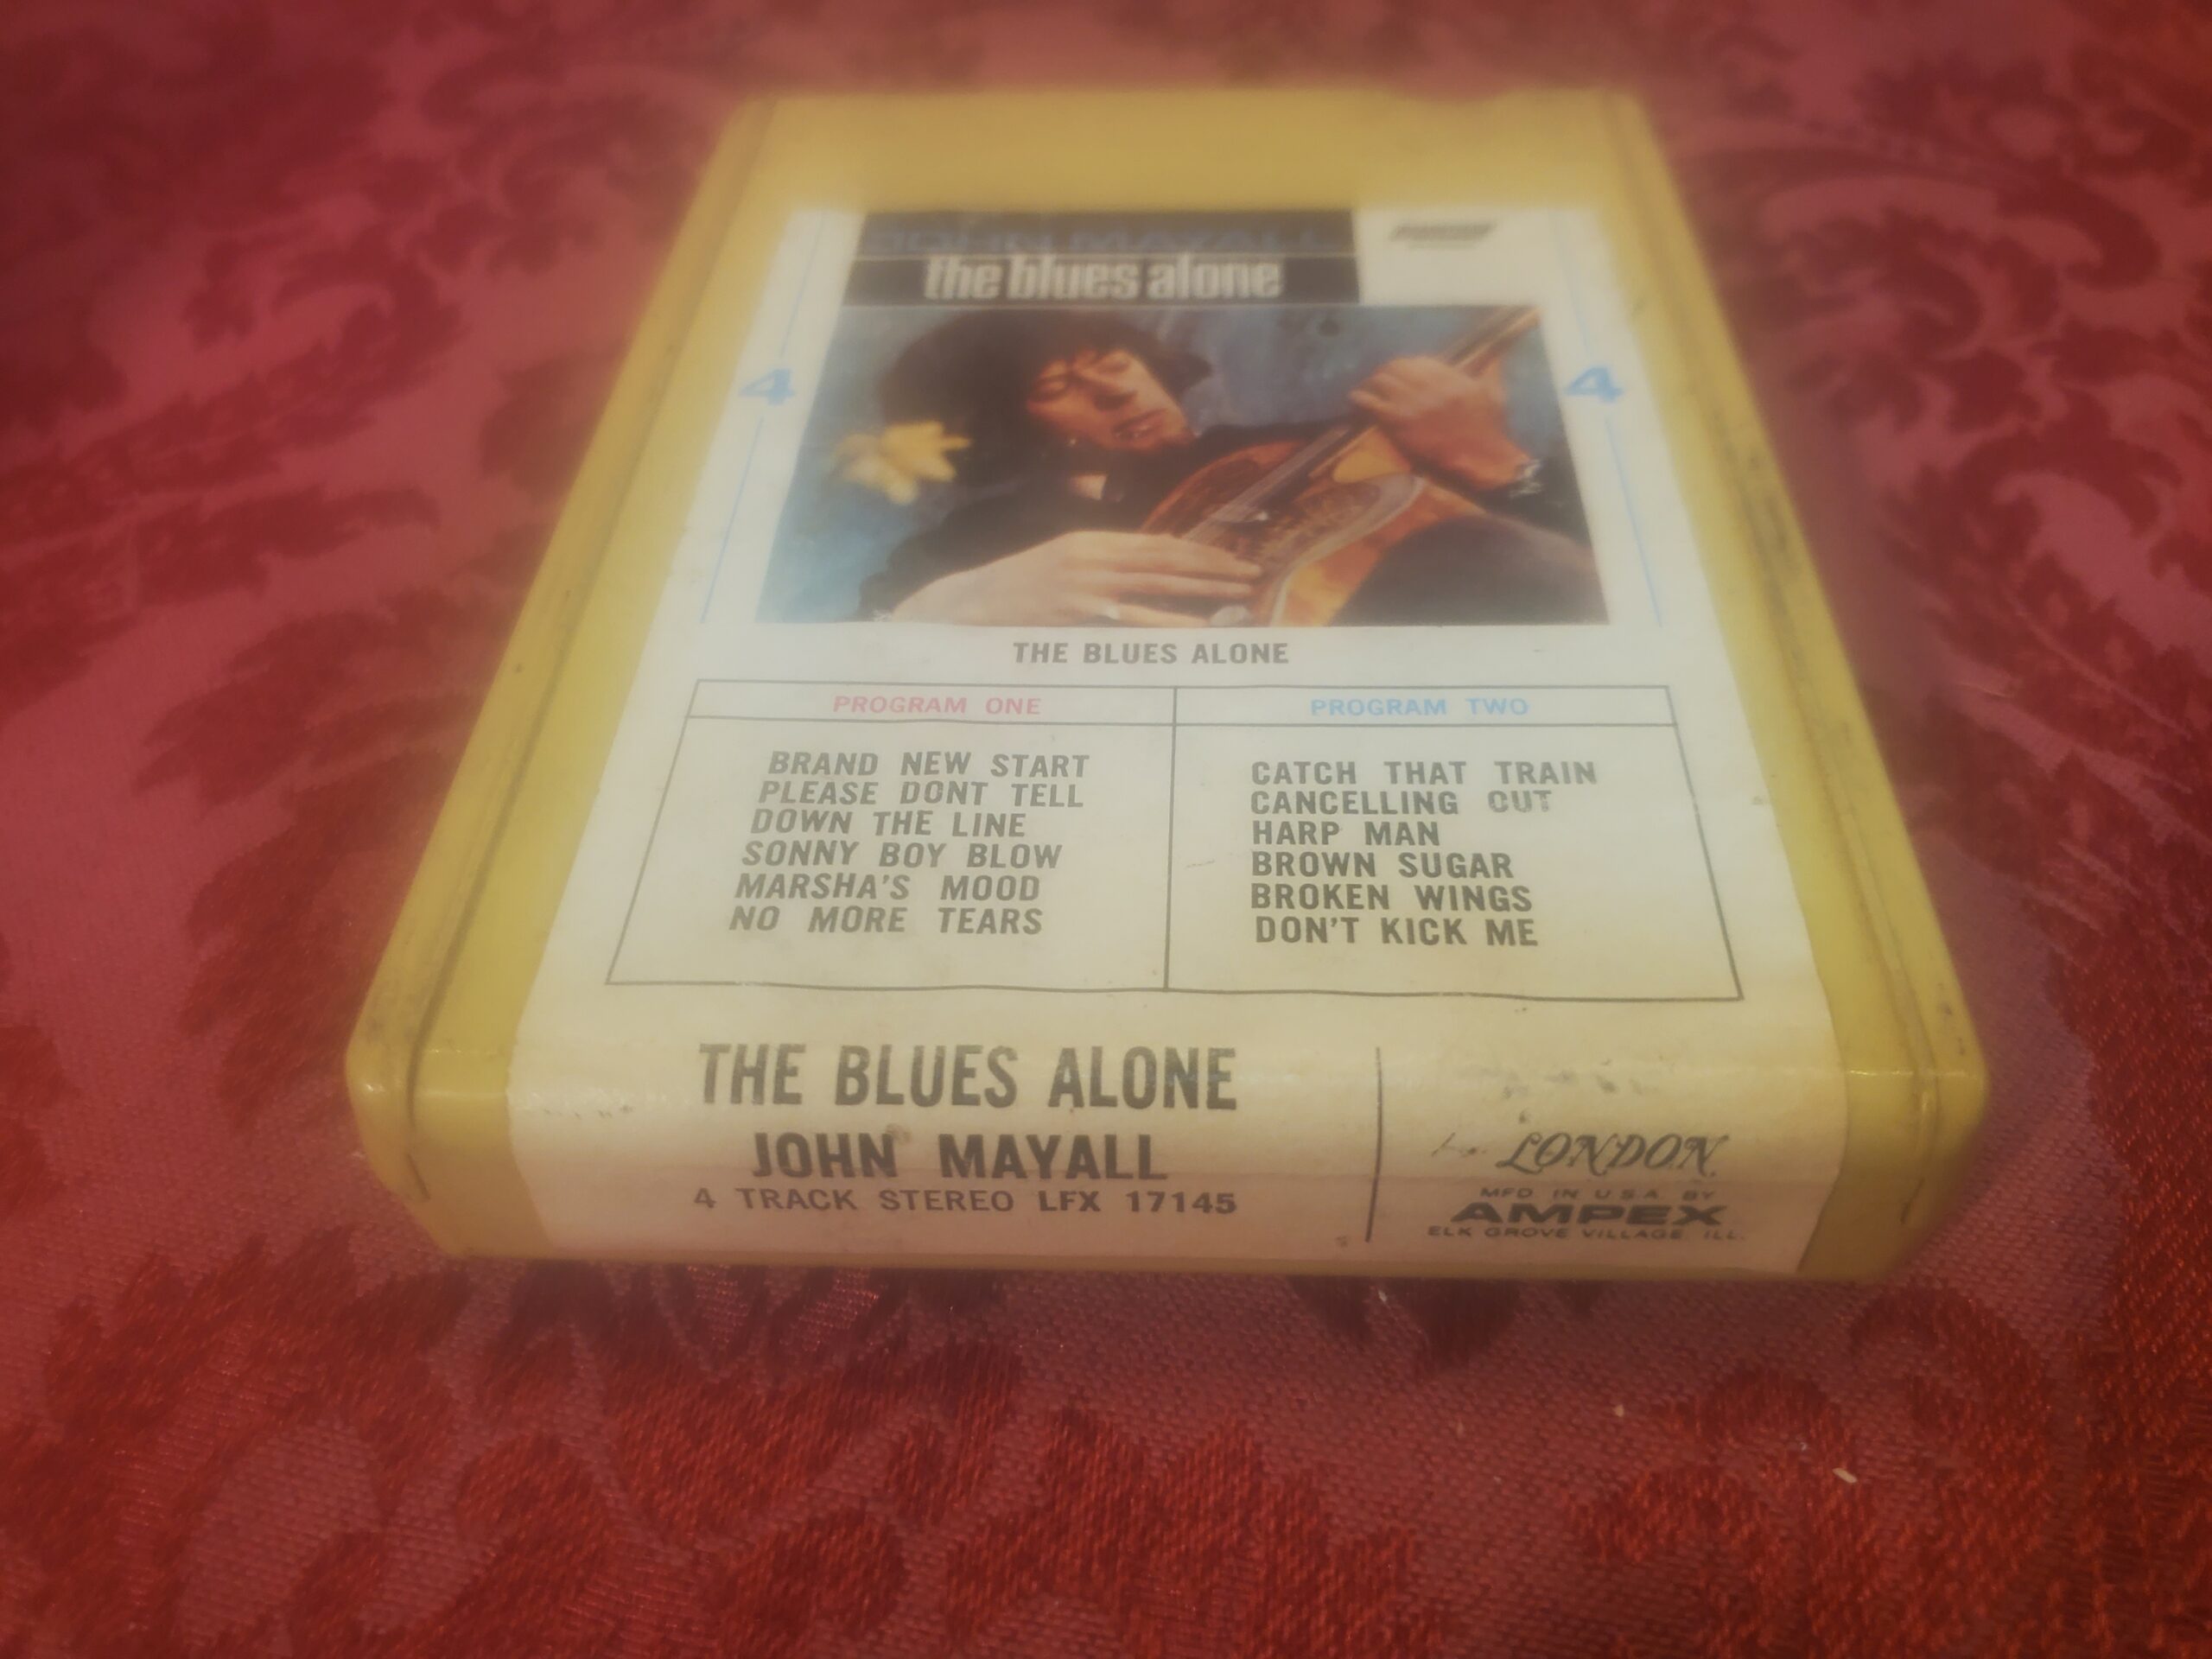 JOHN MAYALL
the blues alone
4
4
THE BLUES ALONE
PROGRAM ONE
BRAND NEW START
PLEASE DONT TELL
DOWN THE LINE
SONNY BOY BLOW
MARSHA'S MOOD
NO MORE TEARS
PROGRAM TWO
CATCH THAT TRAIN
CANCELLING OUT
HARP MAN
BROWN SUGAR
BROKEN WINGS
DON'T KICK ME
THE BLUES ALONE
JOHN MAYALL
4 TRACK STEREO LFX 17145
LONDON
MFD IN U.S.A. BY
AMPEX
ELK GROVE VILLAGE ILL.